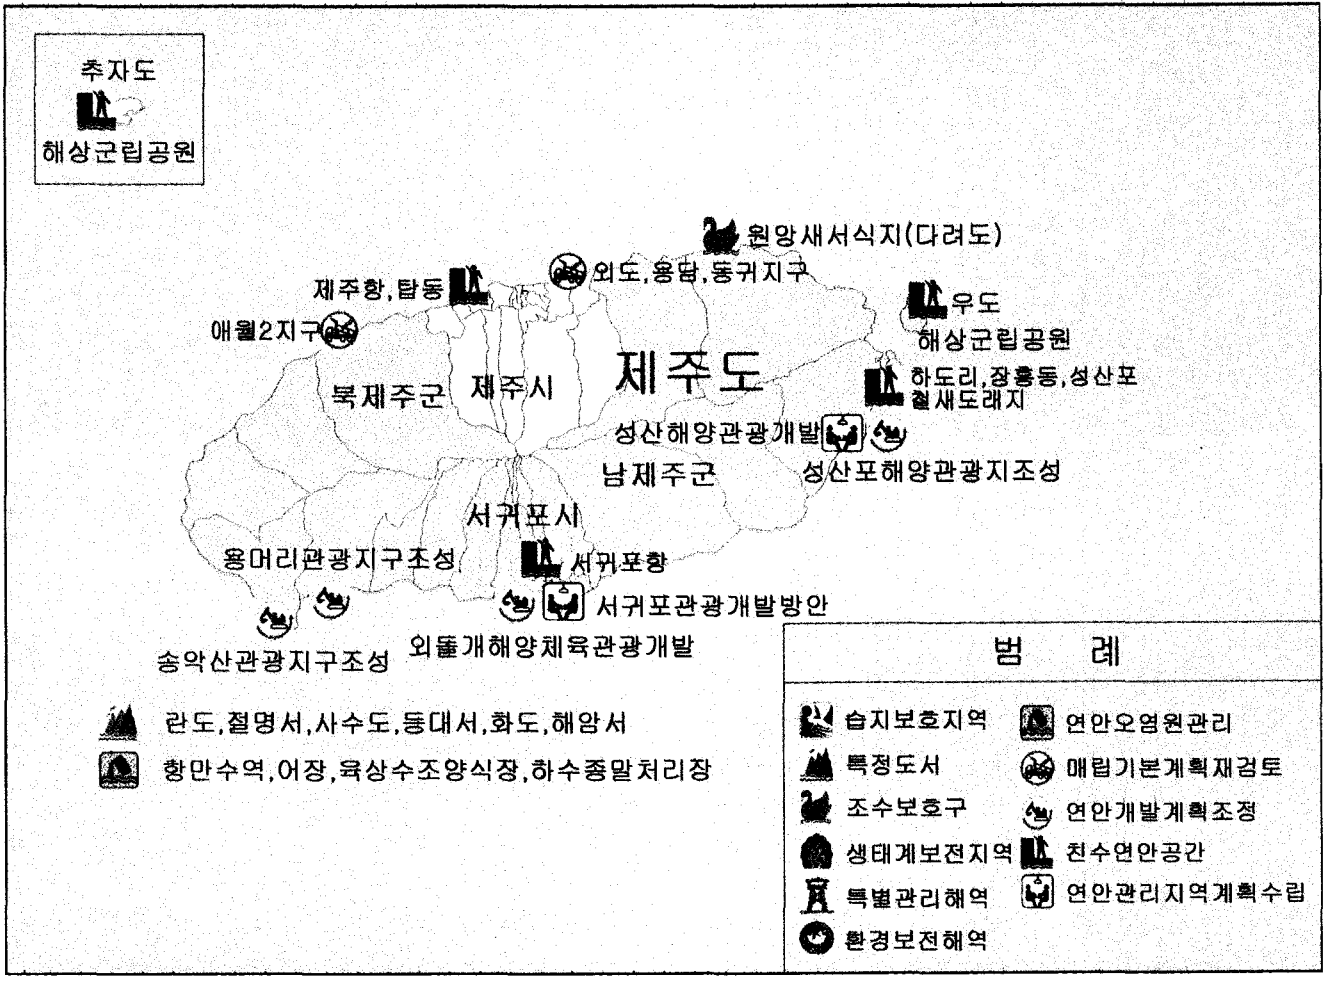 추자도
해상군립공원
원앙새서식지(다려도)
외도,용담,동귀지구
제주항,탑동
우도
해상군립공원
애월2지구
제주도
하도리,장흥동,성산포
철새도래지
북제주군
제주시
성산해양관광개발
남제주군
성산포해양관광지조성
서귀포시
용머리관광지구조성
서귀포항
서귀포관광개발방안
외돌개해양체육관광개발
송악산관광지구조성
범 례
란도,절명서,사수도,동대서,화도,해암서
항만수역,어장,육상수조양식장,하수종말처리장
습지보호지역
연안오염원관리
특정도서
매립기본계획재검토
조수보호구
연안개발계획조정
생태계보전지역
친수연안공간
특별관리해역
연안관리지역계획수립
환경보전해역